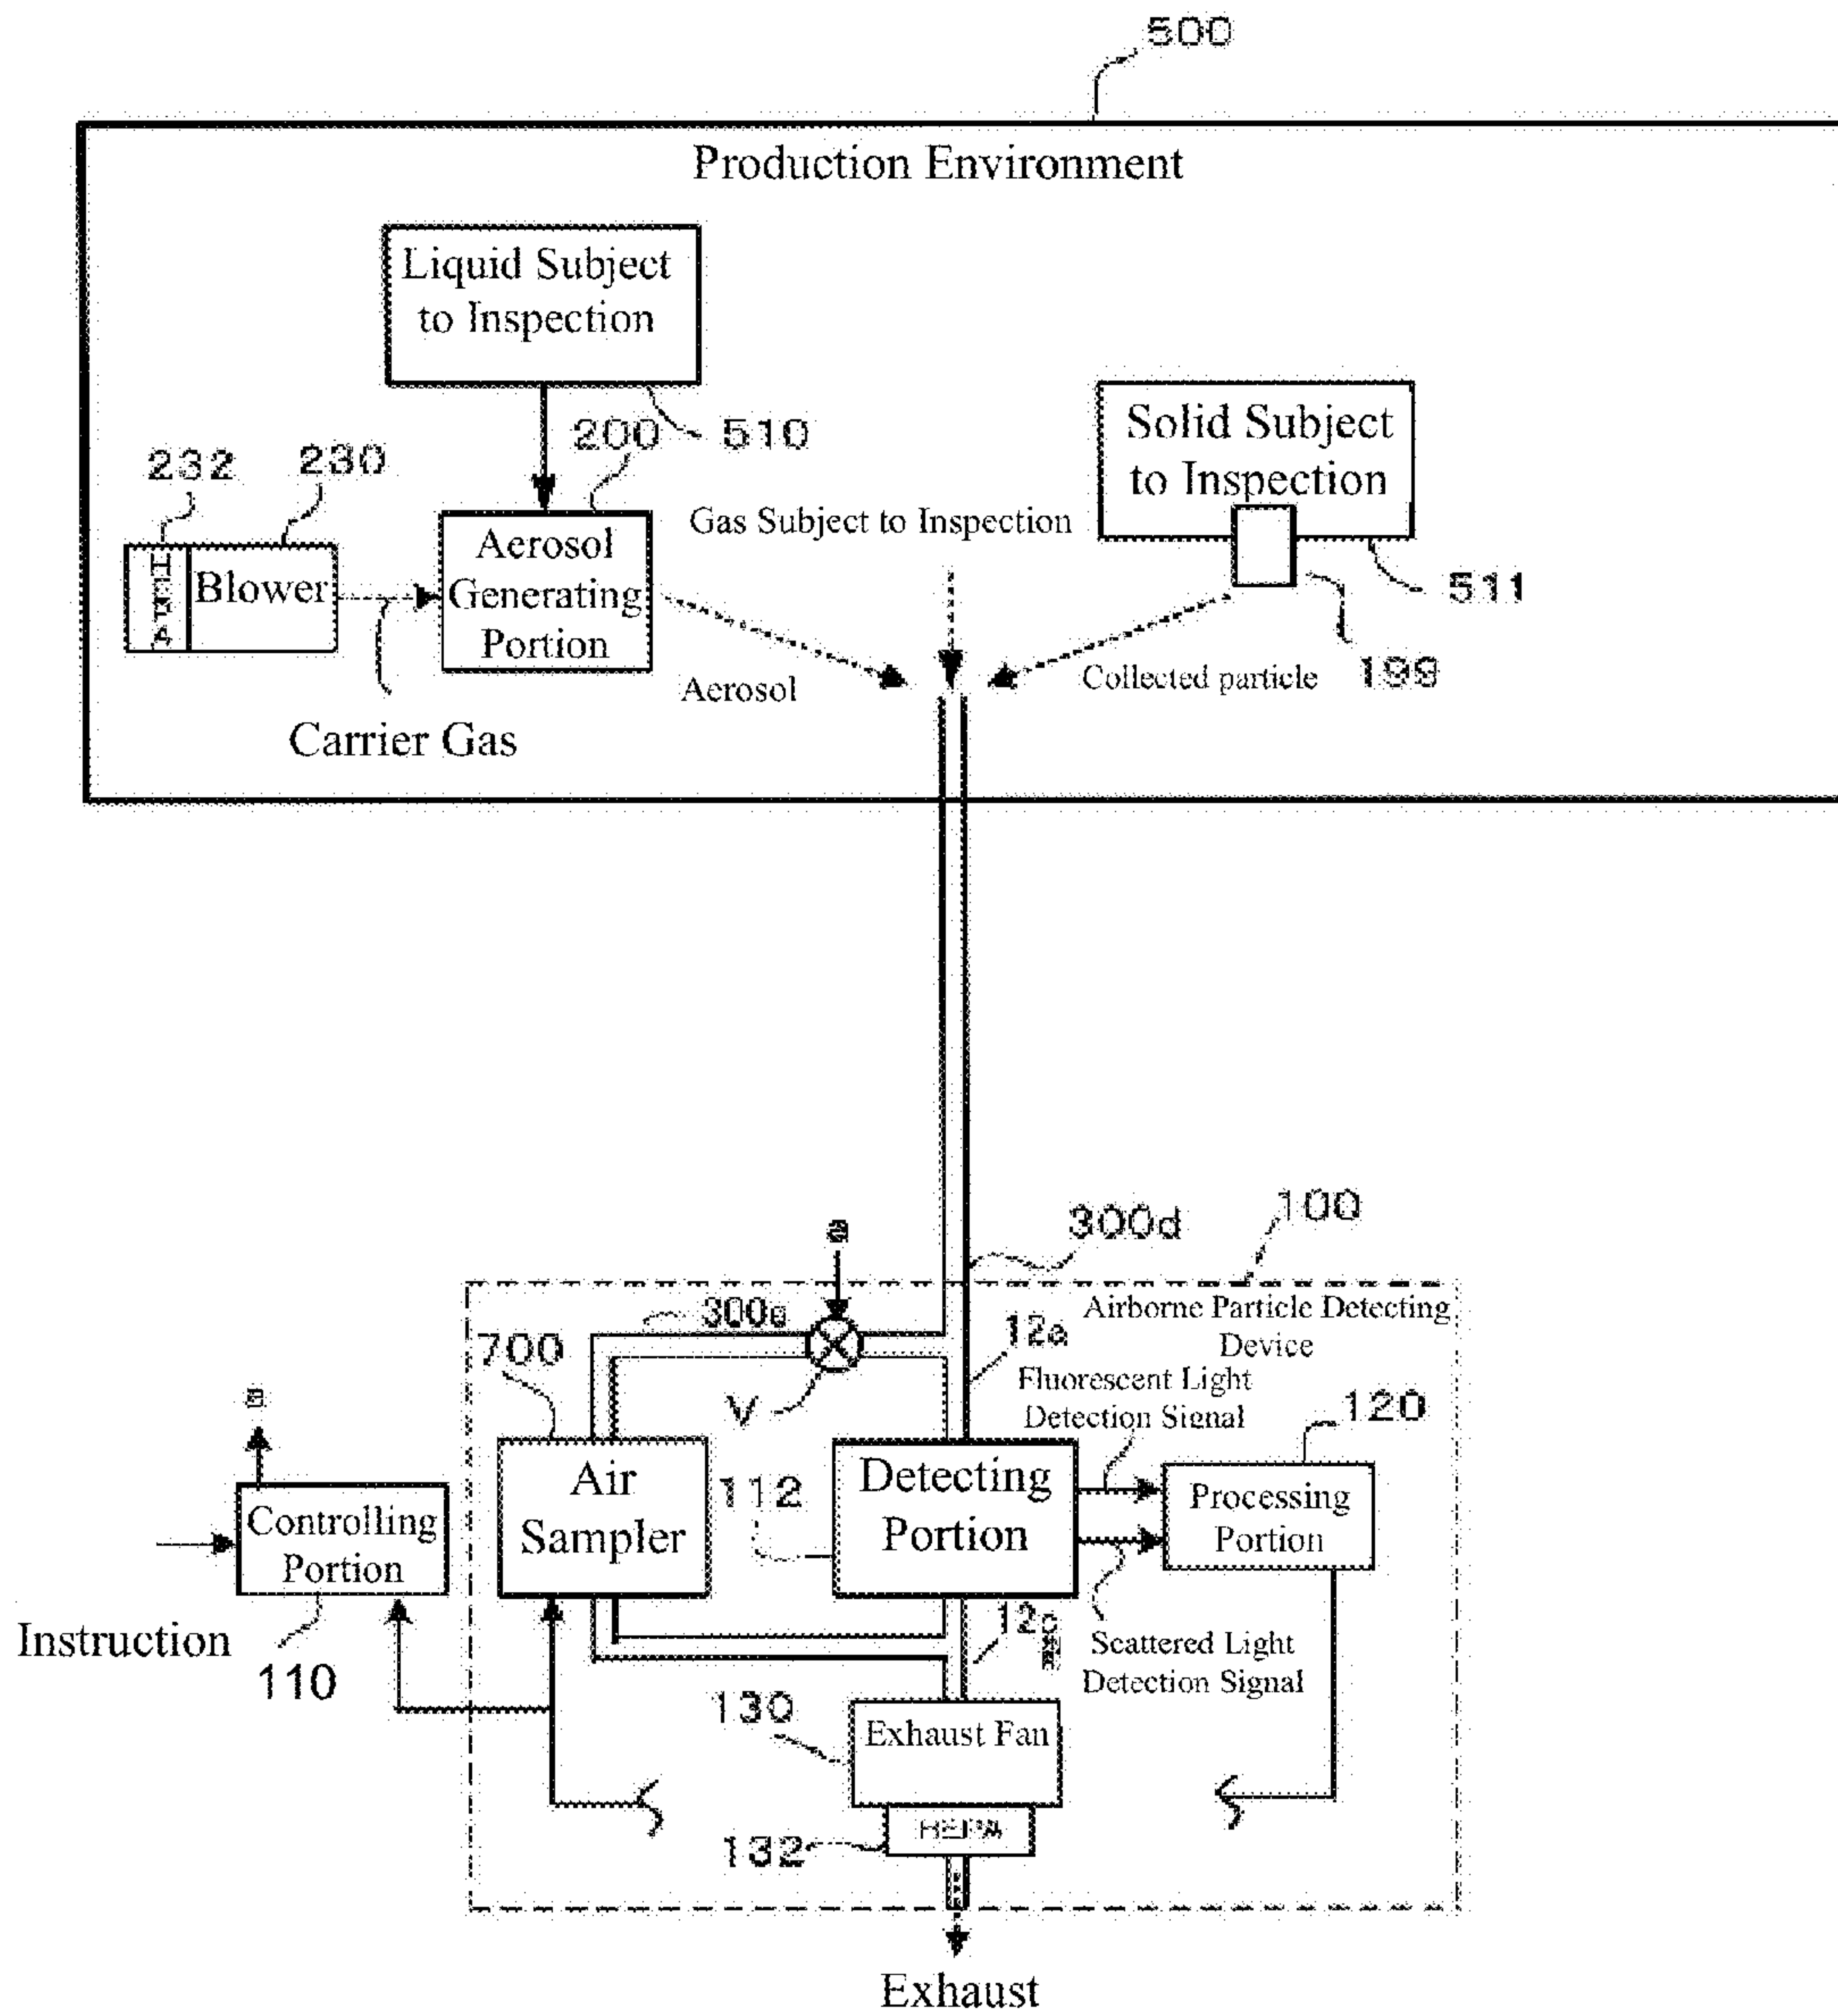 500
Production Environment
Liquid Subject
to Inspection
510
200
232
230
Blower
Aerosol
Generating
Portion
Gas Subject to Inspection
Solid Subject
to Inspection
511
199
Aerosol
Collected particle
Carrier Gas
300d
100
Airborne Particle Detecting
Device
a
300e
12a
700
V
Fluorescent Light
Detection Signal
120
a
Controlling
Portion
Air
Sampler
112
Detecting
Portion
Processing
Portion
Instruction
110
12c
Scattered Light
Detection Signal
130
Exhaust Fan
132
HEPA
Exhaust